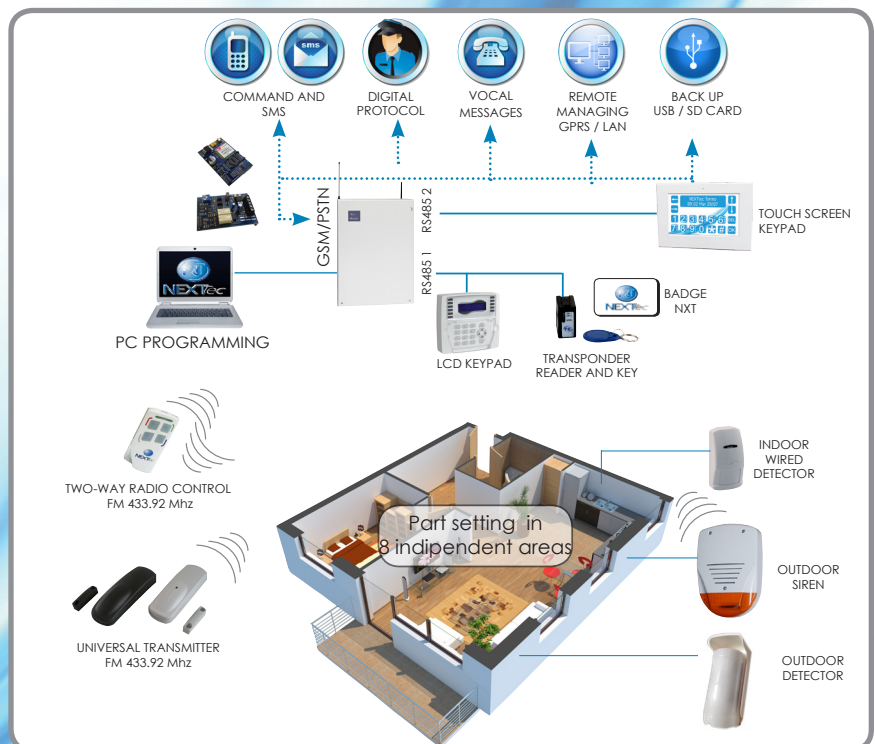 sms
COMMAND AND
SMS
DIGITAL
PROTOCOL
VOCAL
MESSAGES
REMOTE
MANAGING
GPRS / LAN
BACK UP
USB / SD CARD
GSM/PSTN
RS485 2
RS485 1
TOUCH SCREEN
KEYPAD
NEXTec
PC PROGRAMMING
LCD KEYPAD
TRANSPONDER
READER AND KEY
NEXTec
BADGE
NXT
NEXTec
TWO-WAY RADIO CONTROL
FM 433.92 Mhz
UNIVERSAL TRANSMITTER
FM 433.92 Mhz
Part setting in
8 indipendent areas
INDOOR
WIRED
DETECTOR
OUTDOOR
SIREN
OUTDOOR
DETECTOR